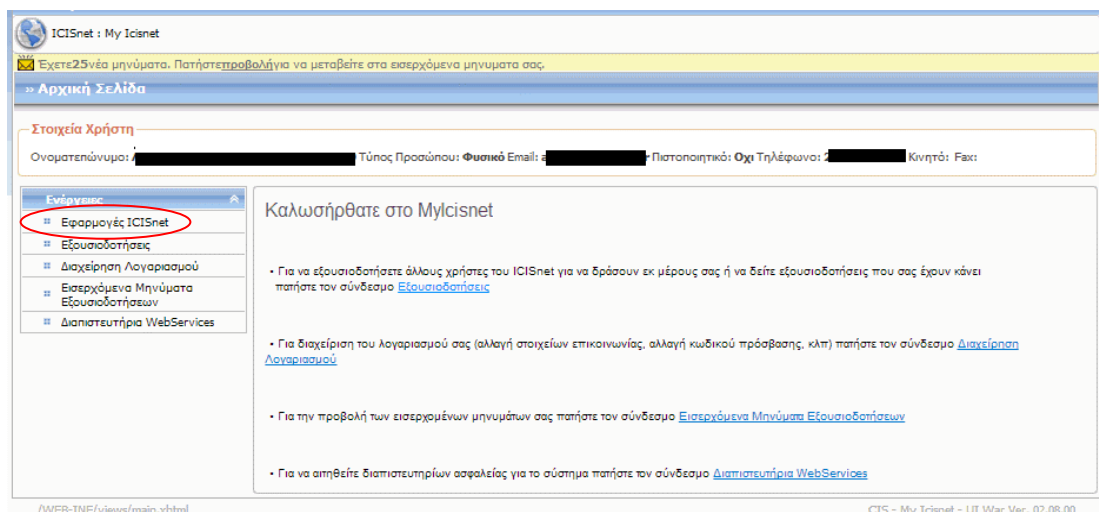 ICISnet : My Icisnet
Έχετε25νέα μηνύματα. Πατήστεπροβολήγια να μεταβείτε στα εισερχόμενα μηνυματα σας.
» Αρχική Σελίδα
Στοιχεία Χρήστη
Ονοματεπώνυμο: Τύπος Προσώπου: Φυσικό Email: a r Πιστοποιητικό: Οχι Τηλέφωνο: 2 Κινητό: Fax:
Ενέργειες
Εφαρμογές ICISnet
Εξουσιοδοτήσεις
Διαχείρηση Λογαριασμού
Εισερχόμενα Μηνύματα
Εξουσιοδοτήσεων
Διαπιστευτήρια WebServices
Καλωσήρθατε στο MyIcisnet
• Για να εξουσιοδοτήσετε άλλους χρήστες του ICISnet για να δράσουν εκ μέρους σας ή να δείτε εξουσιοδοτήσεις που σας έχουν κάνει
πατήστε τον σύνδεσμο Εξουσιοδοτήσεις
• Για διαχείριση του λογαριασμού σας (αλλαγή στοιχείων επικοινωνίας, αλλαγή κωδικού πρόσβασης, κλπ) πατήστε τον σύνδεσμο Διαχείρηση
Λογαριασμού
• Για την προβολή των εισερχομένων μηνυμάτων σας πατήστε τον σύνδεσμο Εισερχόμενα Μηνύματα Εξουσιοδοτήσεων
• Για να αιτηθείτε διαπιστευτηρίων ασφαλείας για το σύστημα πατήστε τον σύνδεσμο Διαπιστευτήρια WebServices
/WEB-INF/views/main.xhtml
CIS - My Icisnet - UI War Ver. 02.08.00